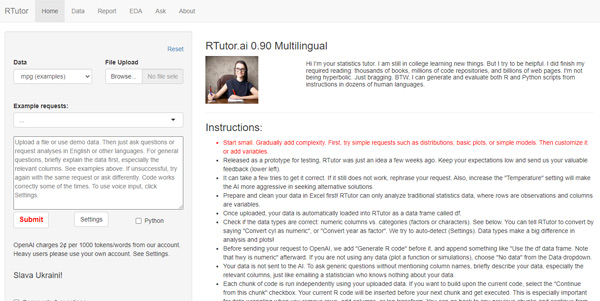 RTutor Home Data Report EDA Ask About
Reset
Data File Upload
mpg (examples) Browse... No file sele
Example requests:
...
Upload a file or use demo data. Then just ask questions or
request analyses in English or other languages. For general
questions, briefly explain the data first, especially the
relevant columns. See examples above. If unsuccessful, try
again with the same request or ask differently. Code works
correctly some of the times. To use voice input, click
Settings.
Submit Settings Python
OpenAI charges 2¢ per 1000 tokens/words from our account.
Heavy users please use your own account. See Settings.
Slava Ukraini!
RTutor.ai 0.90 Multilingual
Hi I'm your statistics tutor. I am still in college learning new things. But I try to be helpful. I did finish my
required reading: thousands of books, millions of code repositories, and billions of web pages. I'm not
being hyperbolic. Just bragging. BTW, I can generate and evaluate both R and Python scripts from
instructions in dozens of human languages.
Instructions:
Start small. Gradually add complexity. First, try simple requests such as distributions, basic plots, or simple models. Then customize it
or add variables.
Released as a prototype for testing, RTutor was just an idea a few weeks ago. Keep your expectations low and send us your valuable
feedback (lower left).
It can take a few tries to get it correct. If it still does not work, rephrase your request. Also, increase the "Temperature" setting will make
the AI more aggressive in seeking alternative solutions.
Prepare and clean your data in Excel first! RTutor can only analyze traditional statistics data, where rows are observations and columns
are variables.
Once uploaded, your data is automatically loaded into RTutor as a data frame called df.
Check if the data types are correct: numeric columns vs. categories (factors or characters). See below. You can tell RTutor to convert by
saying "Convert cyl as numeric", or "Convert year as factor". We try to auto-detect (Settings). Data types make a big difference in
analysis and plots!
Before sending your request to OpenAI, we add "Generate R code" before it, and append something like "Use the df data frame. Note
that hwy is numeric" afterward. If you are not using any data (plot a function or simulations), choose "No data" from the Data dropdown.
Your data is not sent to the AI. To ask generic questions without mentioning column names, briefly describe your data, especially the
relevant columns, just like emailing a statistician who knows nothing about your data.
Each chunk of code is run independently using your uploaded data. If you want to build upon the current code, select the "Continue
from this chunk" checkbox. Your current R code will be inserted before your next chunk and get executed. This is especially important